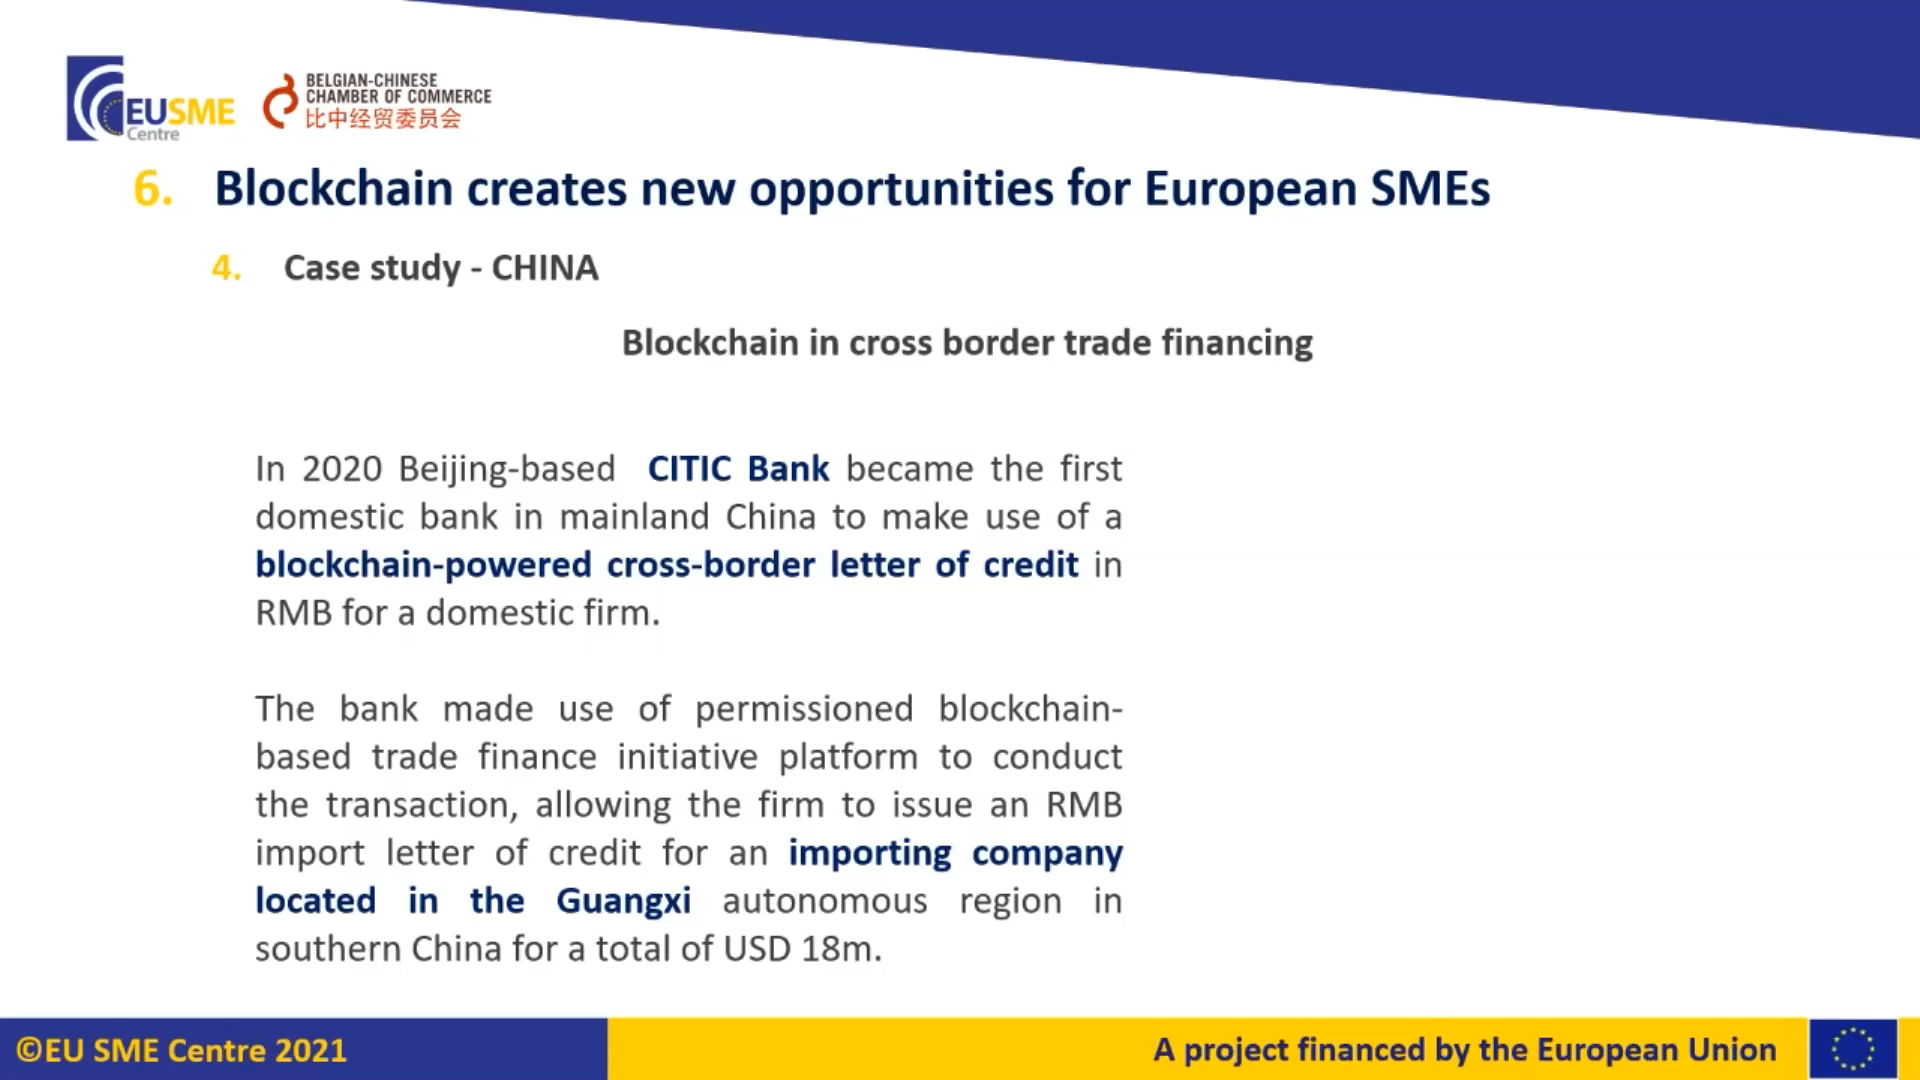 EUSME
Centre
BELGIAN-CHINESE
CHAMBER OF COMMERCE
比中经贸委员会
6. Blockchain creates new opportunities for European SMEs
4. Case study - CHINA
Blockchain in cross border trade financing
In 2020 Beijing-based CITIC Bank became the first
domestic bank in mainland China to make use of a
blockchain-powered cross-border letter of credit in
RMB for a domestic firm.
The bank made use of permissioned blockchain-
based trade finance initiative platform to conduct
the transaction, allowing the firm to issue an RMB
import letter of credit for an importing company
located in the Guangxi autonomous region in
southern China for a total of USD 18m.
©EU SME Centre 2021
A project financed by the European Union